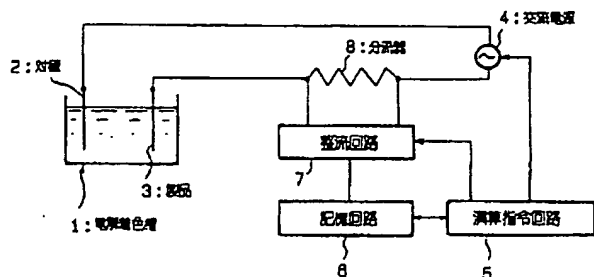 4：交流電源
8：分流器
2：対極
整流回路
7
3：製品
1：電解着色槽
記憶回路
演算指令回路
6
5